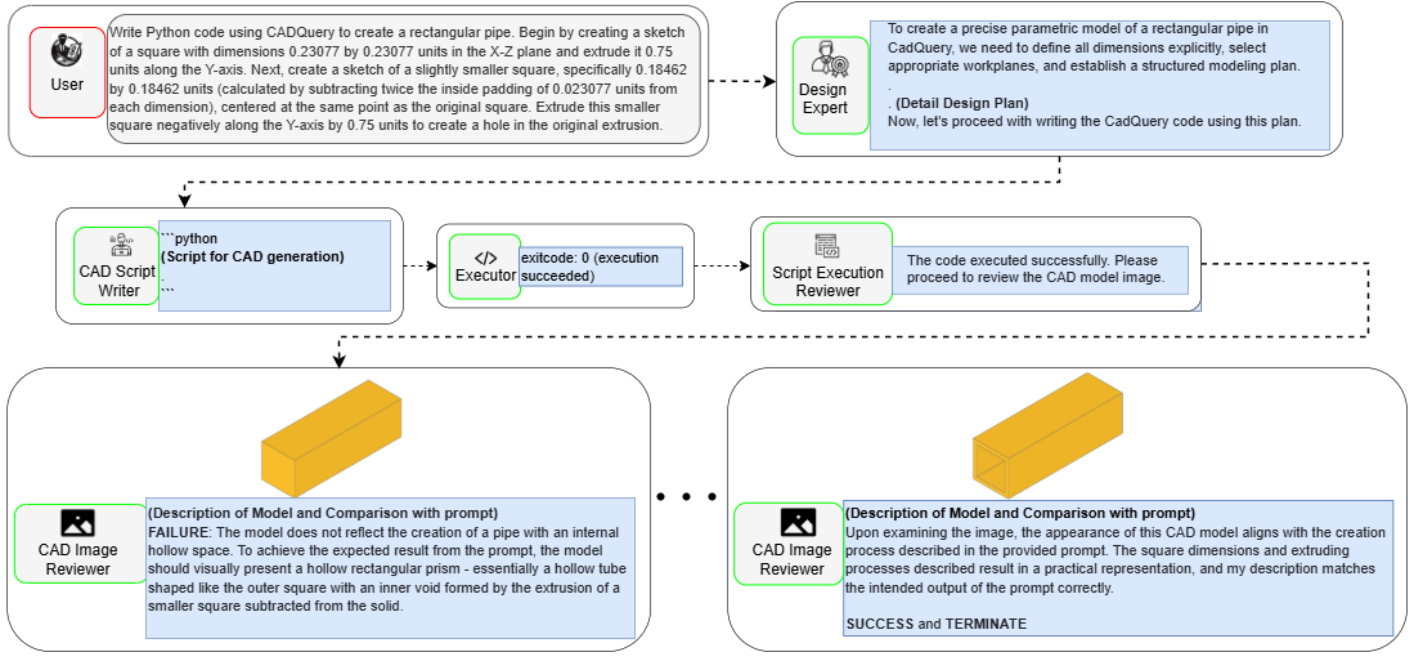 User
Write Python code using CADQuery to create a rectangular pipe. Begin by creating a sketch
of a square with dimensions 0.23077 by 0.23077 units in the X-Z plane and extrude it 0.75
units along the Y-axis. Next, create a sketch of a slightly smaller square, specifically 0.18462
by 0.18462 units (calculated by subtracting twice the inside padding of 0.023077 units from
each dimension), centered at the same point as the original square. Extrude this smaller
square negatively along the Y-axis by 0.75 units to create a hole in the original extrusion.
Design
Expert
To create a precise parametric model of a rectangular pipe in
CadQuery, we need to define all dimensions explicitly, select
appropriate workplanes, and establish a structured modeling plan.
.
. (Detail Design Plan)
Now, let's proceed with writing the CadQuery code using this plan.
CAD Script
Writer
```python
(Script for CAD generation)
.
```
</>
Executor
exitcode: 0 (execution
succeeded)
Script Execution
Reviewer
The code executed successfully. Please
proceed to review the CAD model image.
CAD Image
Reviewer
(Description of Model and Comparison with prompt)
FAILURE: The model does not reflect the creation of a pipe with an internal
hollow space. To achieve the expected result from the prompt, the model
should visually present a hollow rectangular prism - essentially a hollow tube
shaped like the outer square with an inner void formed by the extrusion of a
smaller square subtracted from the solid.
• • •
CAD Image
Reviewer
(Description of Model and Comparison with prompt)
Upon examining the image, the appearance of this CAD model aligns with the creation
process described in the provided prompt. The square dimensions and extruding
processes described result in a practical representation, and my description matches
the intended output of the prompt correctly.
SUCCESS and TERMINATE